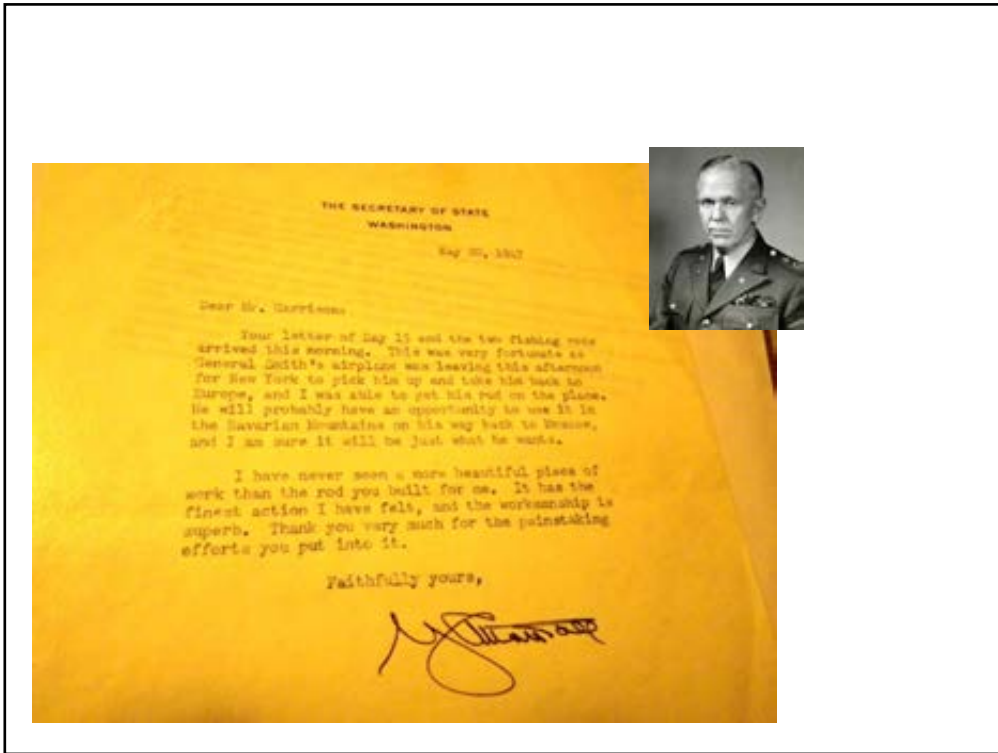 THE SECRETARY OF STATE
WASHINGTON
May 20, 1947
Dear Mr. Garrison:
Your letter of May 15 and the two fishing rods
arrived this morning. This was very fortunate as
General Smith's airplane was leaving this afternoon
for New York to pick him up and take him back to
Europe, and I was able to get his rod on the plane.
He will probably have an opportunity to use it in
the Bavarian Mountains on his way back to Moscow,
and I am sure it will be just what he wants.
I have never seen a more beautiful piece of
work than the rod you built for me. It has the
finest action I have felt, and the workmanship is
superb. Thank you very much for the painstaking
efforts you put into it.
Faithfully yours,